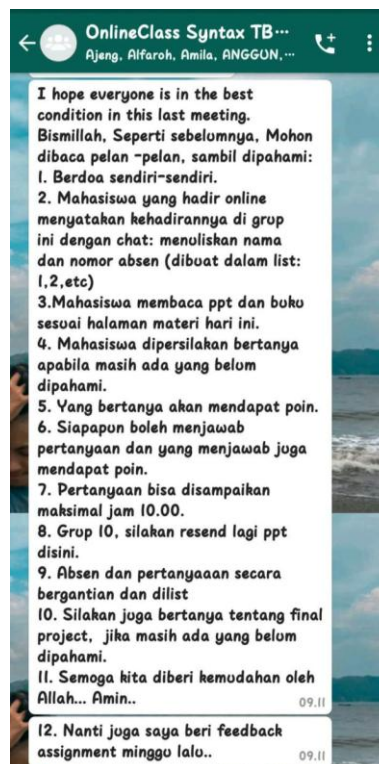 OnlineClass Syntax TB...
Ajeng, Alfaroh, Amila, ANGGUN,...
I hope everyone is in the best
condition in this last meeting.
Bismillah, Seperti sebelumnya, Mohon
dibaca pelan -pelan, sambil dipahami:
1. Berdoa sendiri-sendiri.
2. Mahasiswa yang hadir online
menyatakan kehadirannya di grup
ini dengan chat: menuliskan nama
dan nomor absen (dibuat dalam list:
1,2,etc)
3.Mahasiswa membaca ppt dan buku
sesuai halaman materi hari ini.
4. Mahasiswa dipersilakan bertanya
apabila masih ada yang belum
dipahami.
5. Yang bertanya akan mendapat poin.
6. Siapapun boleh menjawab
pertanyaan dan yang menjawab juga
mendapat poin.
7. Pertanyaan bisa disampaikan
maksimal jam 10.00.
8. Grup 10, silakan resend lagi ppt
disini.
9. Absen dan pertanyaaan secara
bergantian dan dilist
10. Silakan juga bertanya tentang final
project, jika masih ada yang belum
dipahami.
11. Semoga kita diberi kemudahan oleh
Allah... Amin..
09.11
12. Nanti juga saya beri feedback
assignment minggu lalu..
09.11